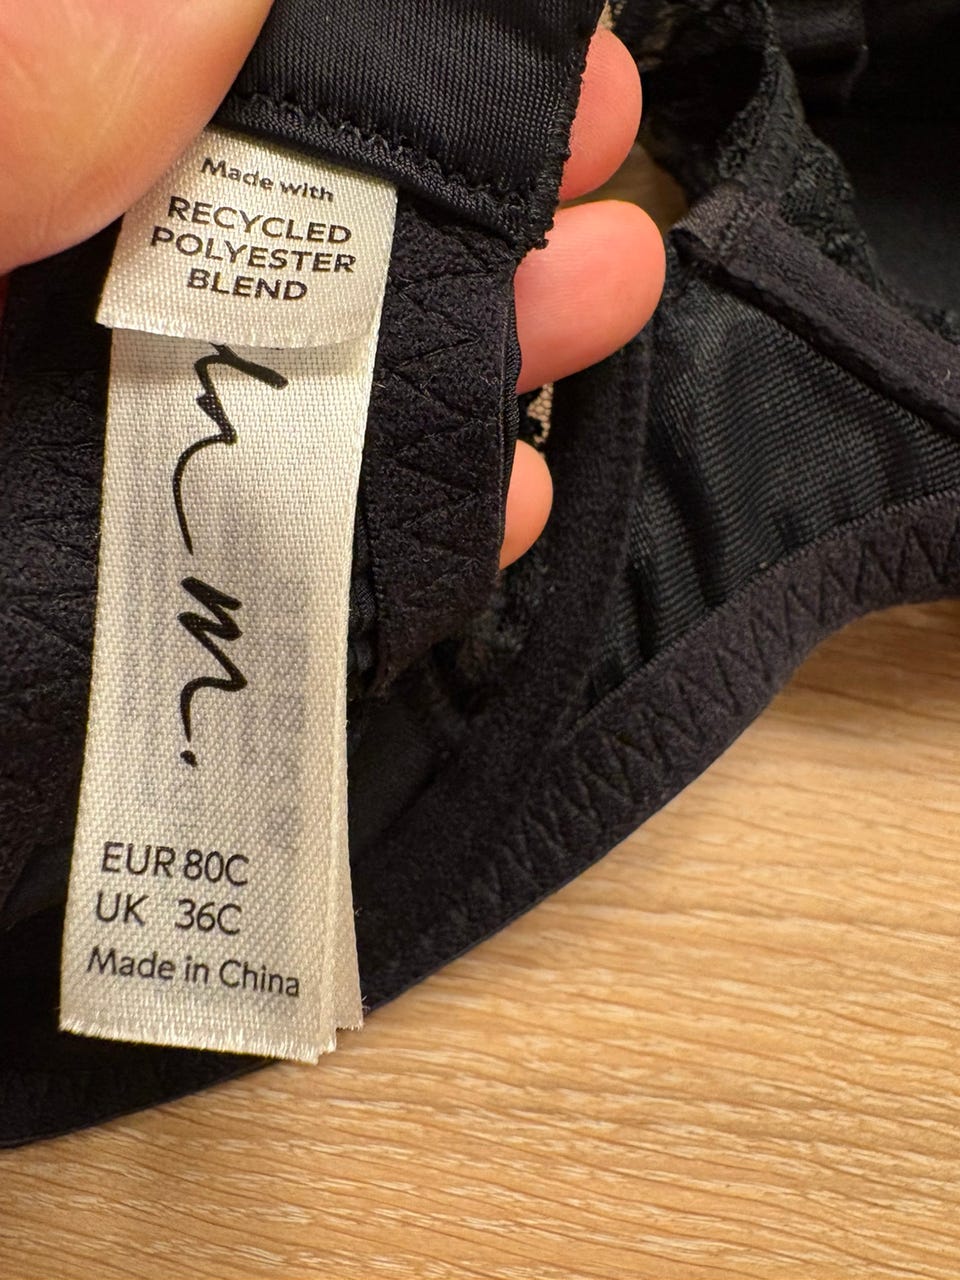 Made with
RECYCLED
POLYESTER
BLEND
EUR 80C
UK 36C
Made in China